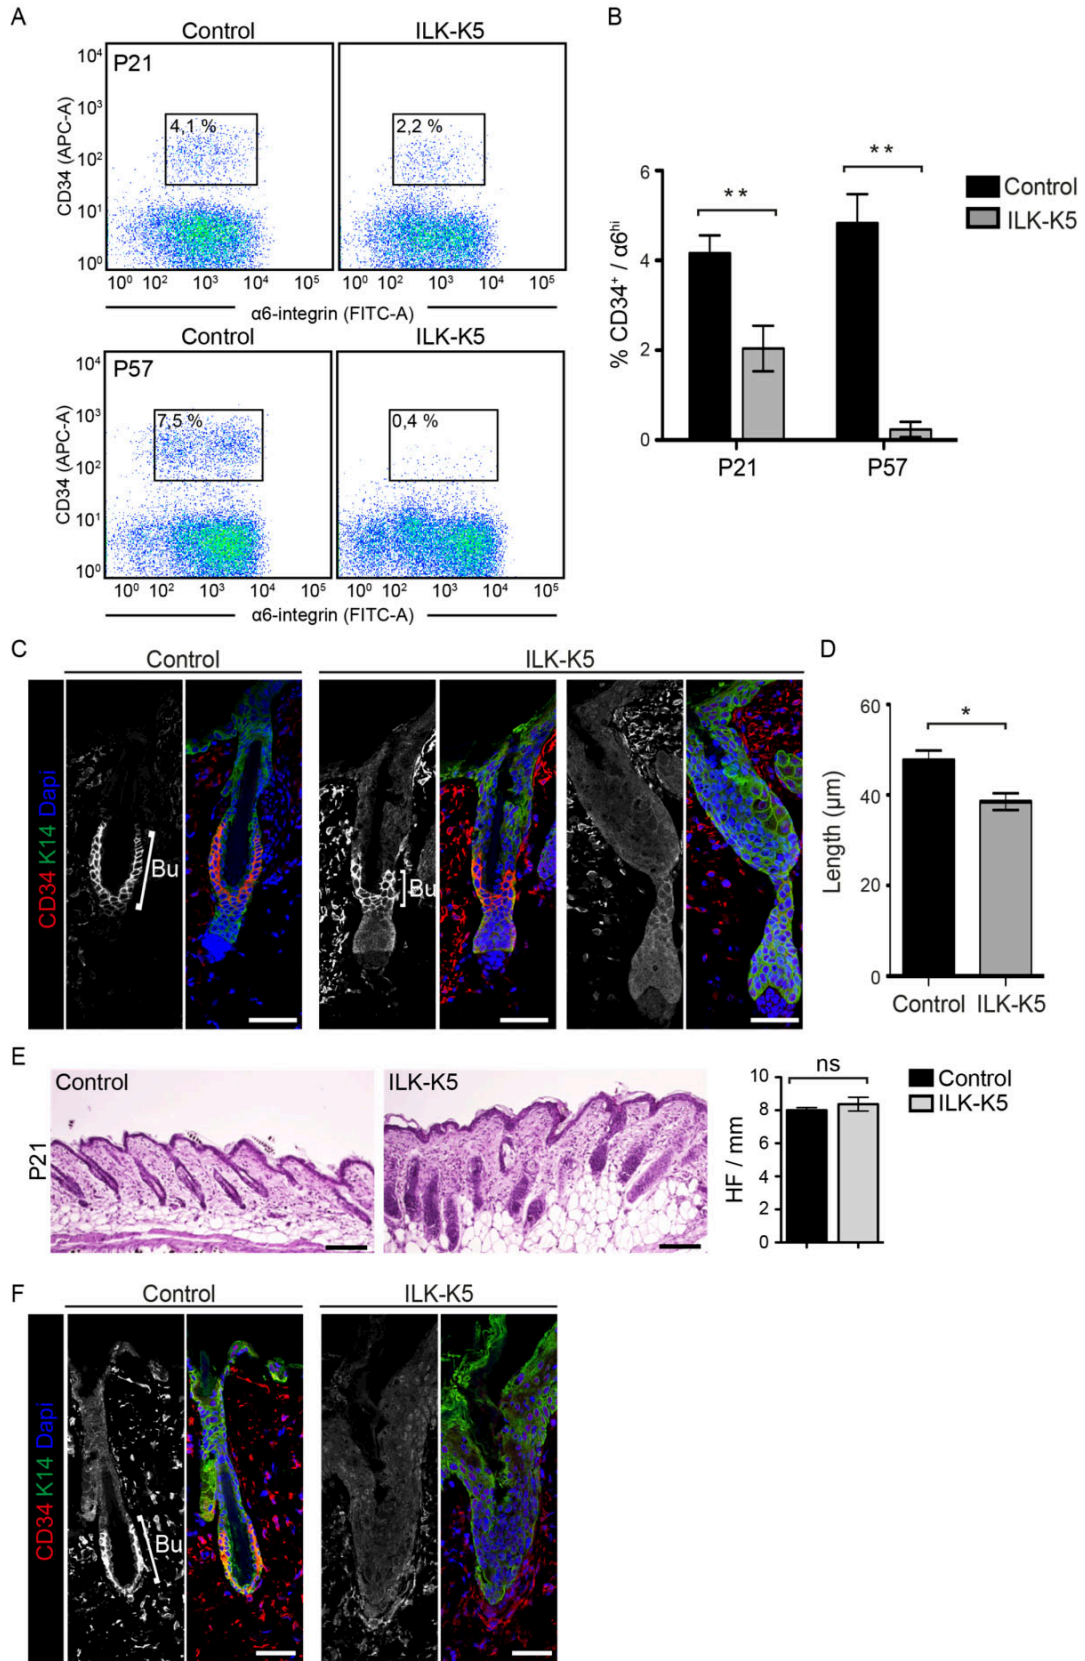 A
Control
ILK-K5
P21
CD34 (APC-A)
10⁴
10³
10²
10¹
10⁰
4,1 %
2,2 %
10⁰ 10² 10³ 10⁴ 10⁵
10⁰ 10² 10³ 10⁴ 10⁵
α6-integrin (FITC-A)
Control
ILK-K5
P57
CD34 (APC-A)
10⁴
10³
10²
10¹
10⁰
7,5 %
0,4 %
10⁰ 10² 10³ 10⁴ 10⁵
10⁰ 10² 10³ 10⁴ 10⁵
α6-integrin (FITC-A)
B
% CD34⁺ / α6ʰⁱ
6
4
2
0
**
**
P21
P57
Control
ILK-K5
C
Control
ILK-K5
CD34 K14 Dapi
Bu
Bu
D
Length (µm)
60
40
20
0
*
Control
ILK-K5
E
P21
Control
ILK-K5
HF / mm
10
8
6
4
2
0
ns
Control
ILK-K5
F
Control
ILK-K5
CD34 K14 Dapi
Bu